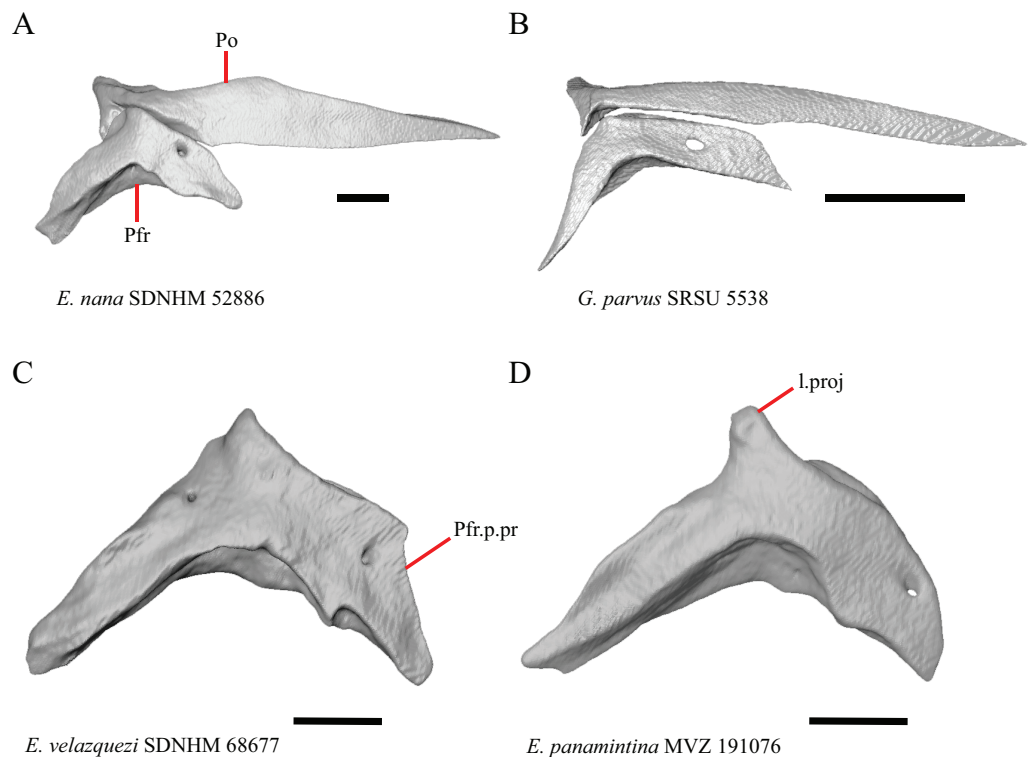 A
Po
Pfr
E. nana SDNHM 52886
B
G. parvus SRSU 5538
C
Pfr.p.pr
E. velazquezi SDNHM 68677
D
l.proj
E. panamintina MVZ 191076